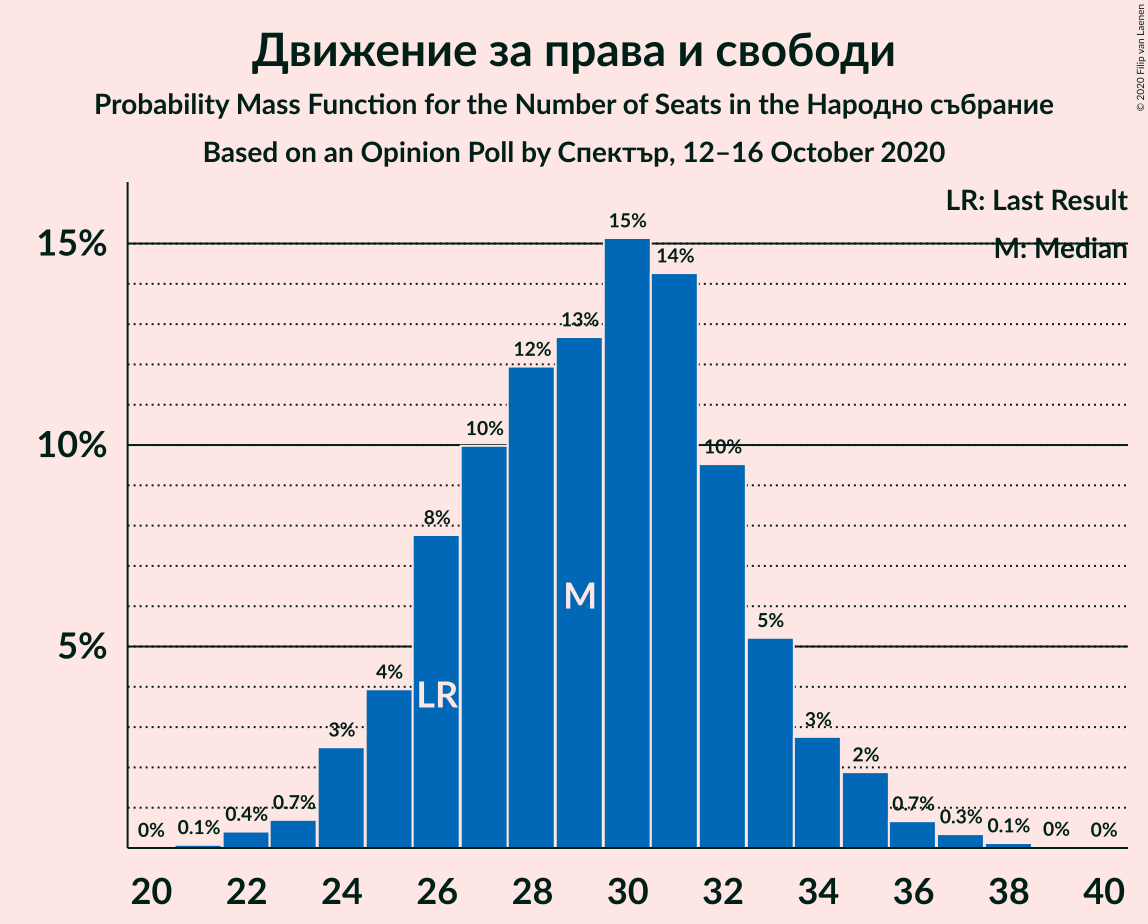 Движение за права и свободи
Probability Mass Function for the Number of Seats in the Народно събрание
Based on an Opinion Poll by Спектър, 12–16 October 2020
© 2020 Filip van Laenen
LR: Last Result
M: Median
15%
10%
5%
0%
0.1%
0.4%
0.7%
3%
4%
8%
10%
12%
13%
15%
14%
10%
5%
3%
2%
0.7%
0.3%
0.1%
0%
0%
LR
M
20 22 24 26 28 30 32 34 36 38 40